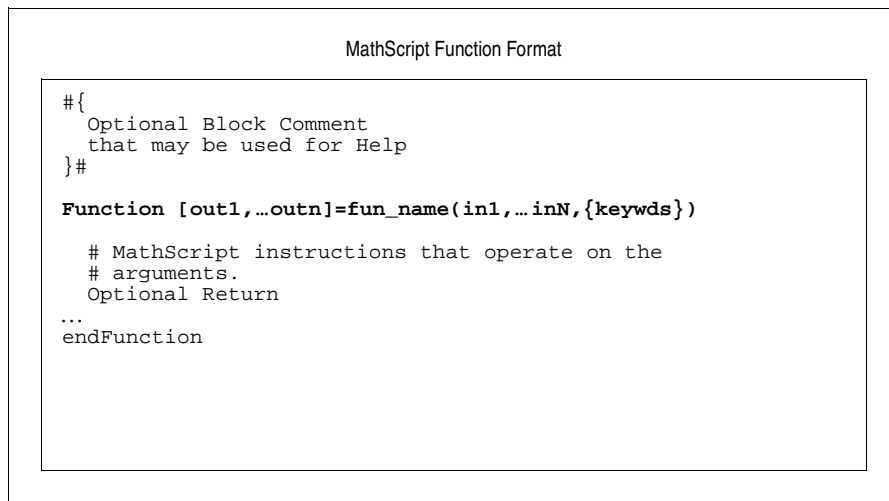 MathScript Function Format
#{
Optional Block Comment
that may be used for Help
}#
Function [out1,…outn]=fun_name(in1,…inN,{keywds})
# MathScript instructions that operate on the
# arguments.
Optional Return
…
endFunction